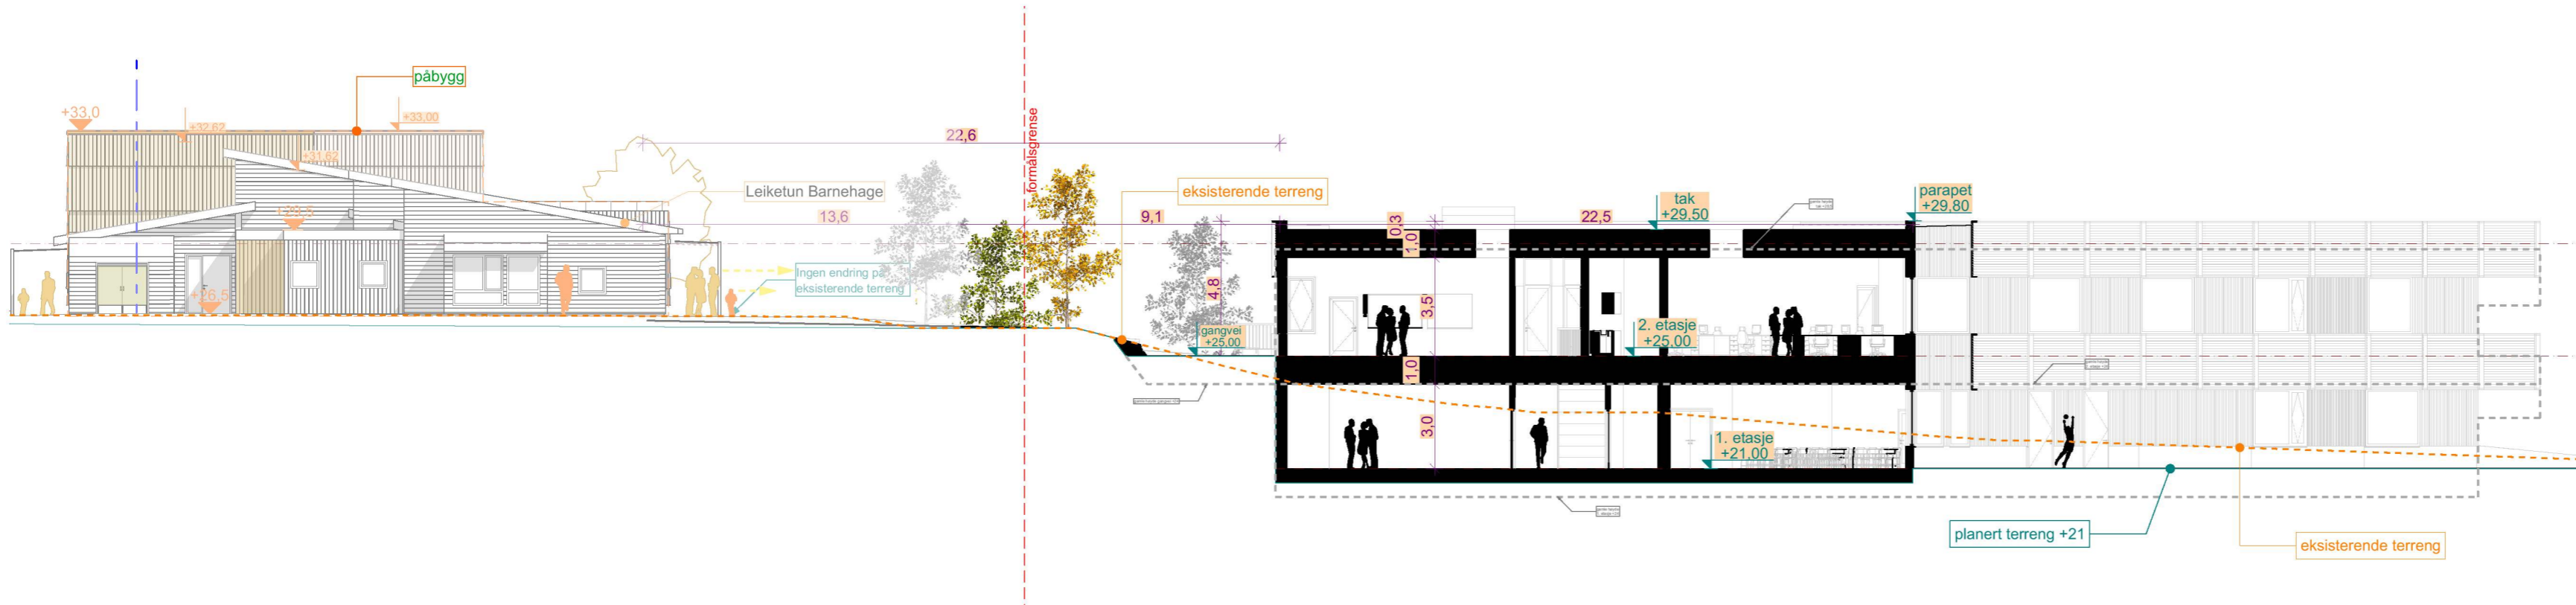 påbygg
+33,0
+32,62
+33,00
+31,62
22,6
formålsgrense
Leiketun Barnehage
eksisterende terreng
13,6
9,1
+29,5
+26,5
Ingen endring på
eksisterende terreng
4,8
gangvei
+25,00
0,3
1,0
3,5
1,0
3,0
22,5
tak
+29,50
parapet
+29,80
2. etasje
+25,00
1. etasje
+21,00
planert terreng +21
eksisterende terreng